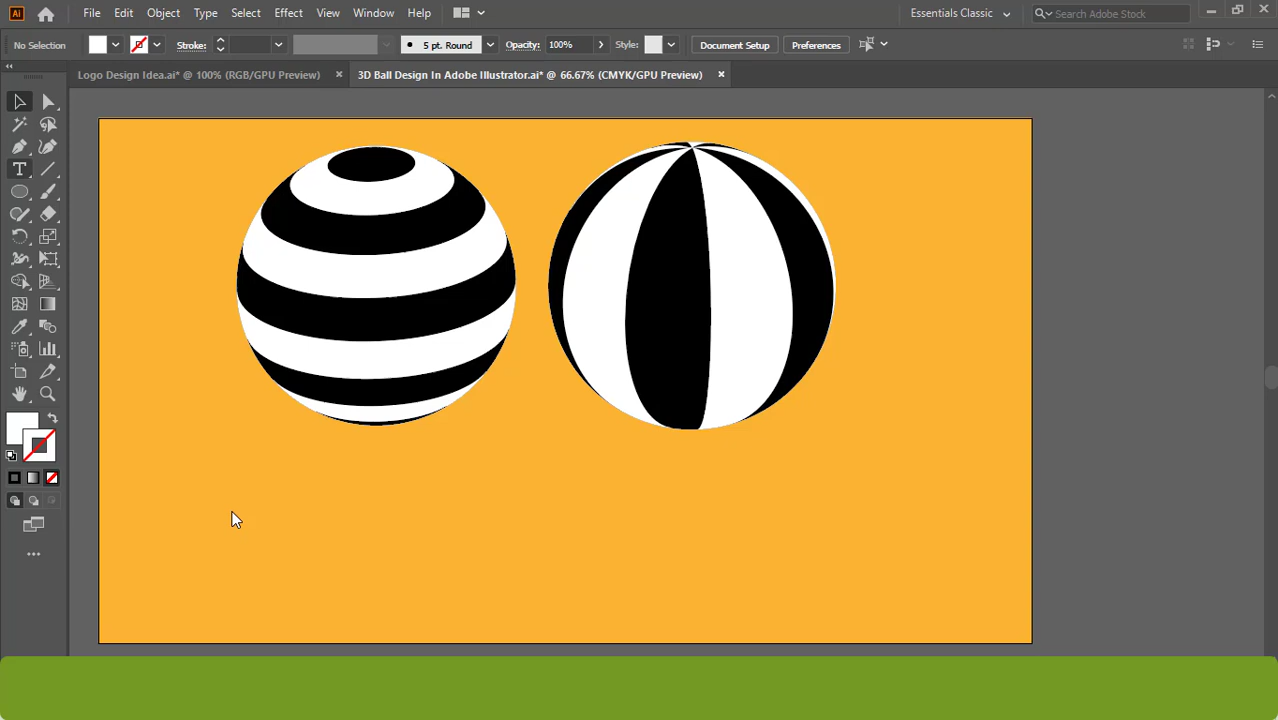 Ai File Edit Object Type Select Effect View Window Help Essentials Classic Search Adobe Stock
No Selection Stroke: 5 pt. Round Opacity: 100% Style: Document Setup Preferences
Logo Design Idea.ai* @ 100% (RGB/GPU Preview) 3D Ball Design In Adobe Illustrator.ai* @ 66.67% (CMYK/GPU Preview)